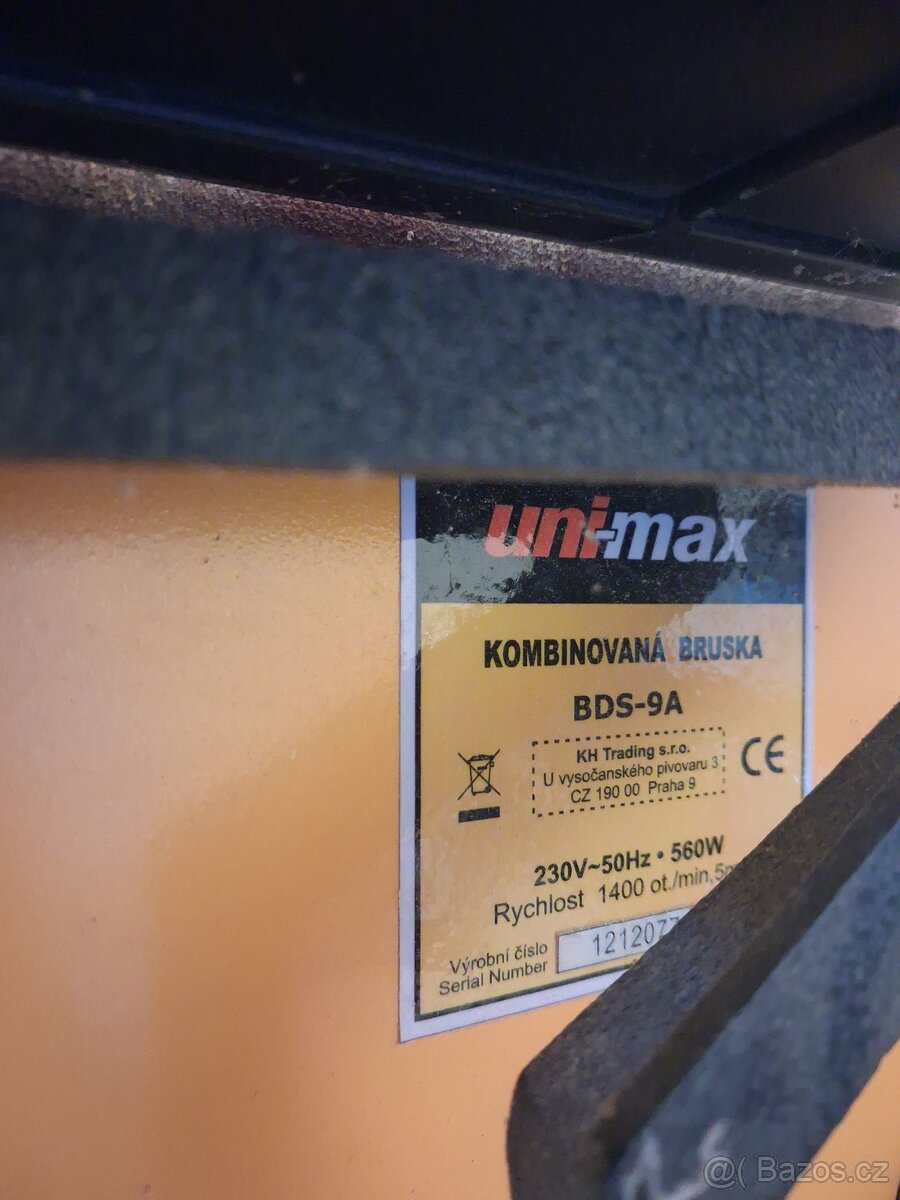 uni-max
KOMBINOVANÁ BRUSKA
BDS-9A
KH Trading s.r.o.
U vysočanského pivovaru 3
CZ 190 00 Praha 9
CE
230V~50Hz • 560W
Rychlost 1400 ot./min,
Výrobní číslo
Serial Number
@( Bazos.cz